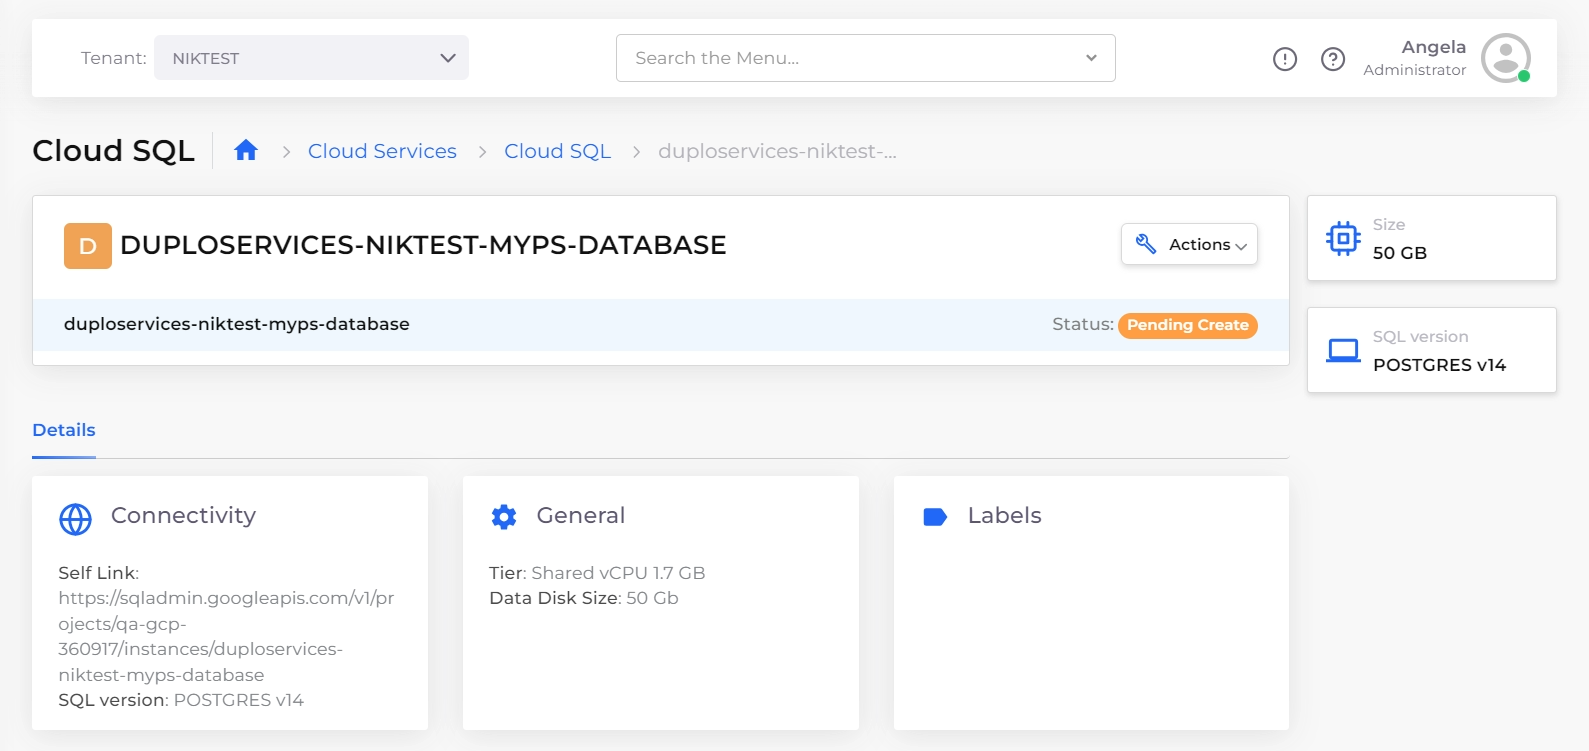 Tenant: NIKTEST
Search the Menu...
Angela
Administrator
Cloud SQL
Cloud Services
Cloud SQL
duploservices-niktest-...
D DUPLOSERVICES-NIKTEST-MYPS-DATABASE
Actions
duploservices-niktest-myps-database
Status: Pending Create
Size
50 GB
SQL version
POSTGRES v14
Details
Connectivity
Self Link:
https://sqladmin.googleapis.com/v1/pr
ojects/qa-gcp-
360917/instances/duploservices-
niktest-myps-database
SQL version: POSTGRES v14
General
Tier: Shared vCPU 1.7 GB
Data Disk Size: 50 Gb
Labels